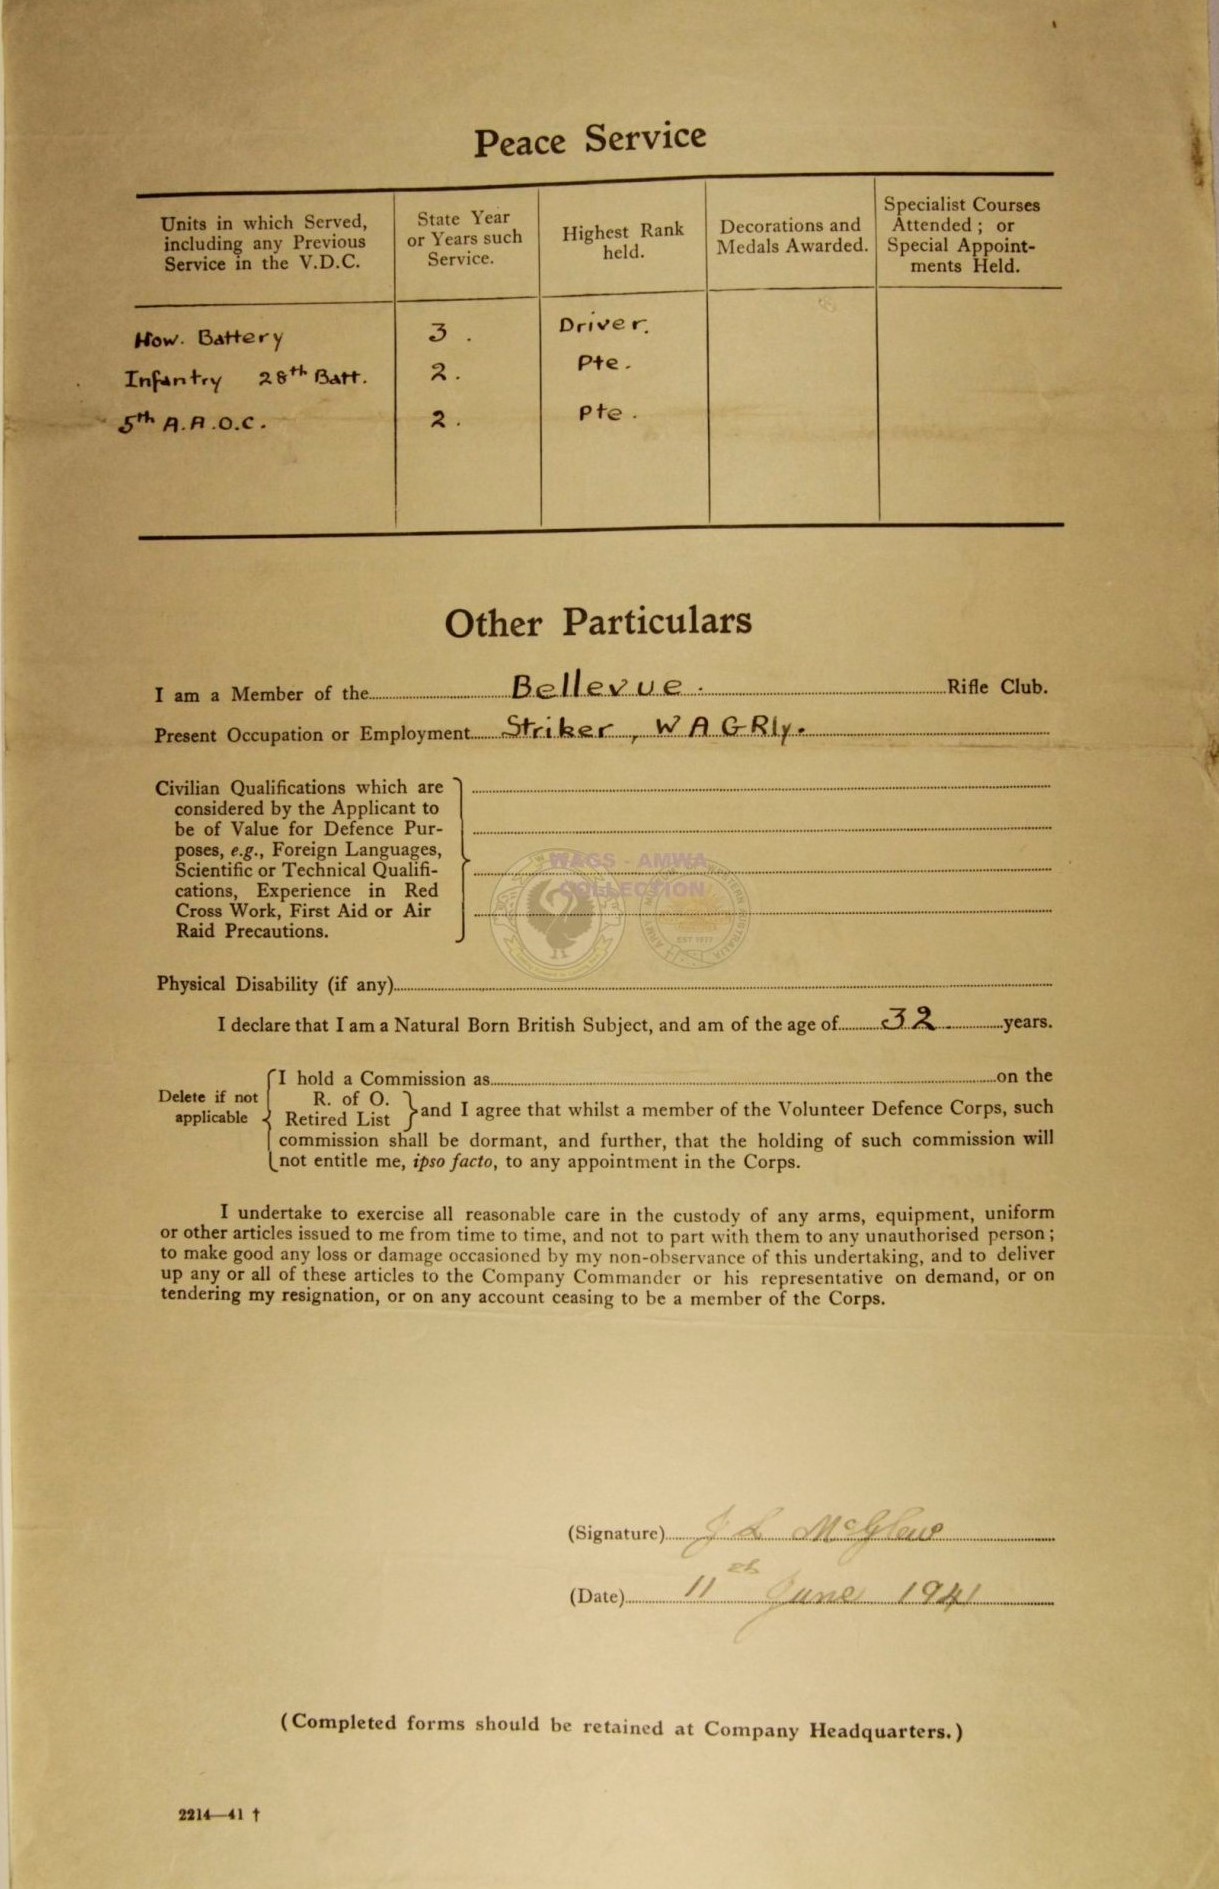 Peace Service
Units in which Served,
including any Previous
Service in the V.D.C.
State Year
or Years such
Service.
Highest Rank
held.
Decorations and
Medals Awarded.
Specialist Courses
Attended ; or
Special Appoint-
ments Held.
How. Battery 3 . Driver.
Infantry 28th Batt. 2 . Pte .
5th A.A.O.C. 2 . Pte .
Other Particulars
I am a Member of the Bellevue . Rifle Club.
Present Occupation or Employment Striker , W A G Rly.
Civilian Qualifications which are
considered by the Applicant to
be of Value for Defence Pur-
poses, e.g., Foreign Languages,
Scientific or Technical Qualifi-
cations, Experience in Red
Cross Work, First Aid or Air
Raid Precautions.
WAGS - AMWA
COLLECTION
EST 1977
Physical Disability (if any)
I declare that I am a Natural Born British Subject, and am of the age of 32 years.
Delete if not
applicable
I hold a Commission as on the
R. of O.
Retired List
and I agree that whilst a member of the Volunteer Defence Corps, such
commission shall be dormant, and further, that the holding of such commission will
not entitle me, ipso facto, to any appointment in the Corps.
I undertake to exercise all reasonable care in the custody of any arms, equipment, uniform
or other articles issued to me from time to time, and not to part with them to any unauthorised person ;
to make good any loss or damage occasioned by my non-observance of this undertaking, and to deliver
up any or all of these articles to the Company Commander or his representative on demand, or on
tendering my resignation, or on any account ceasing to be a member of the Corps.
(Signature) J L McGlew
(Date) 11th June 1941
(Completed forms should be retained at Company Headquarters.)
2214—41 †